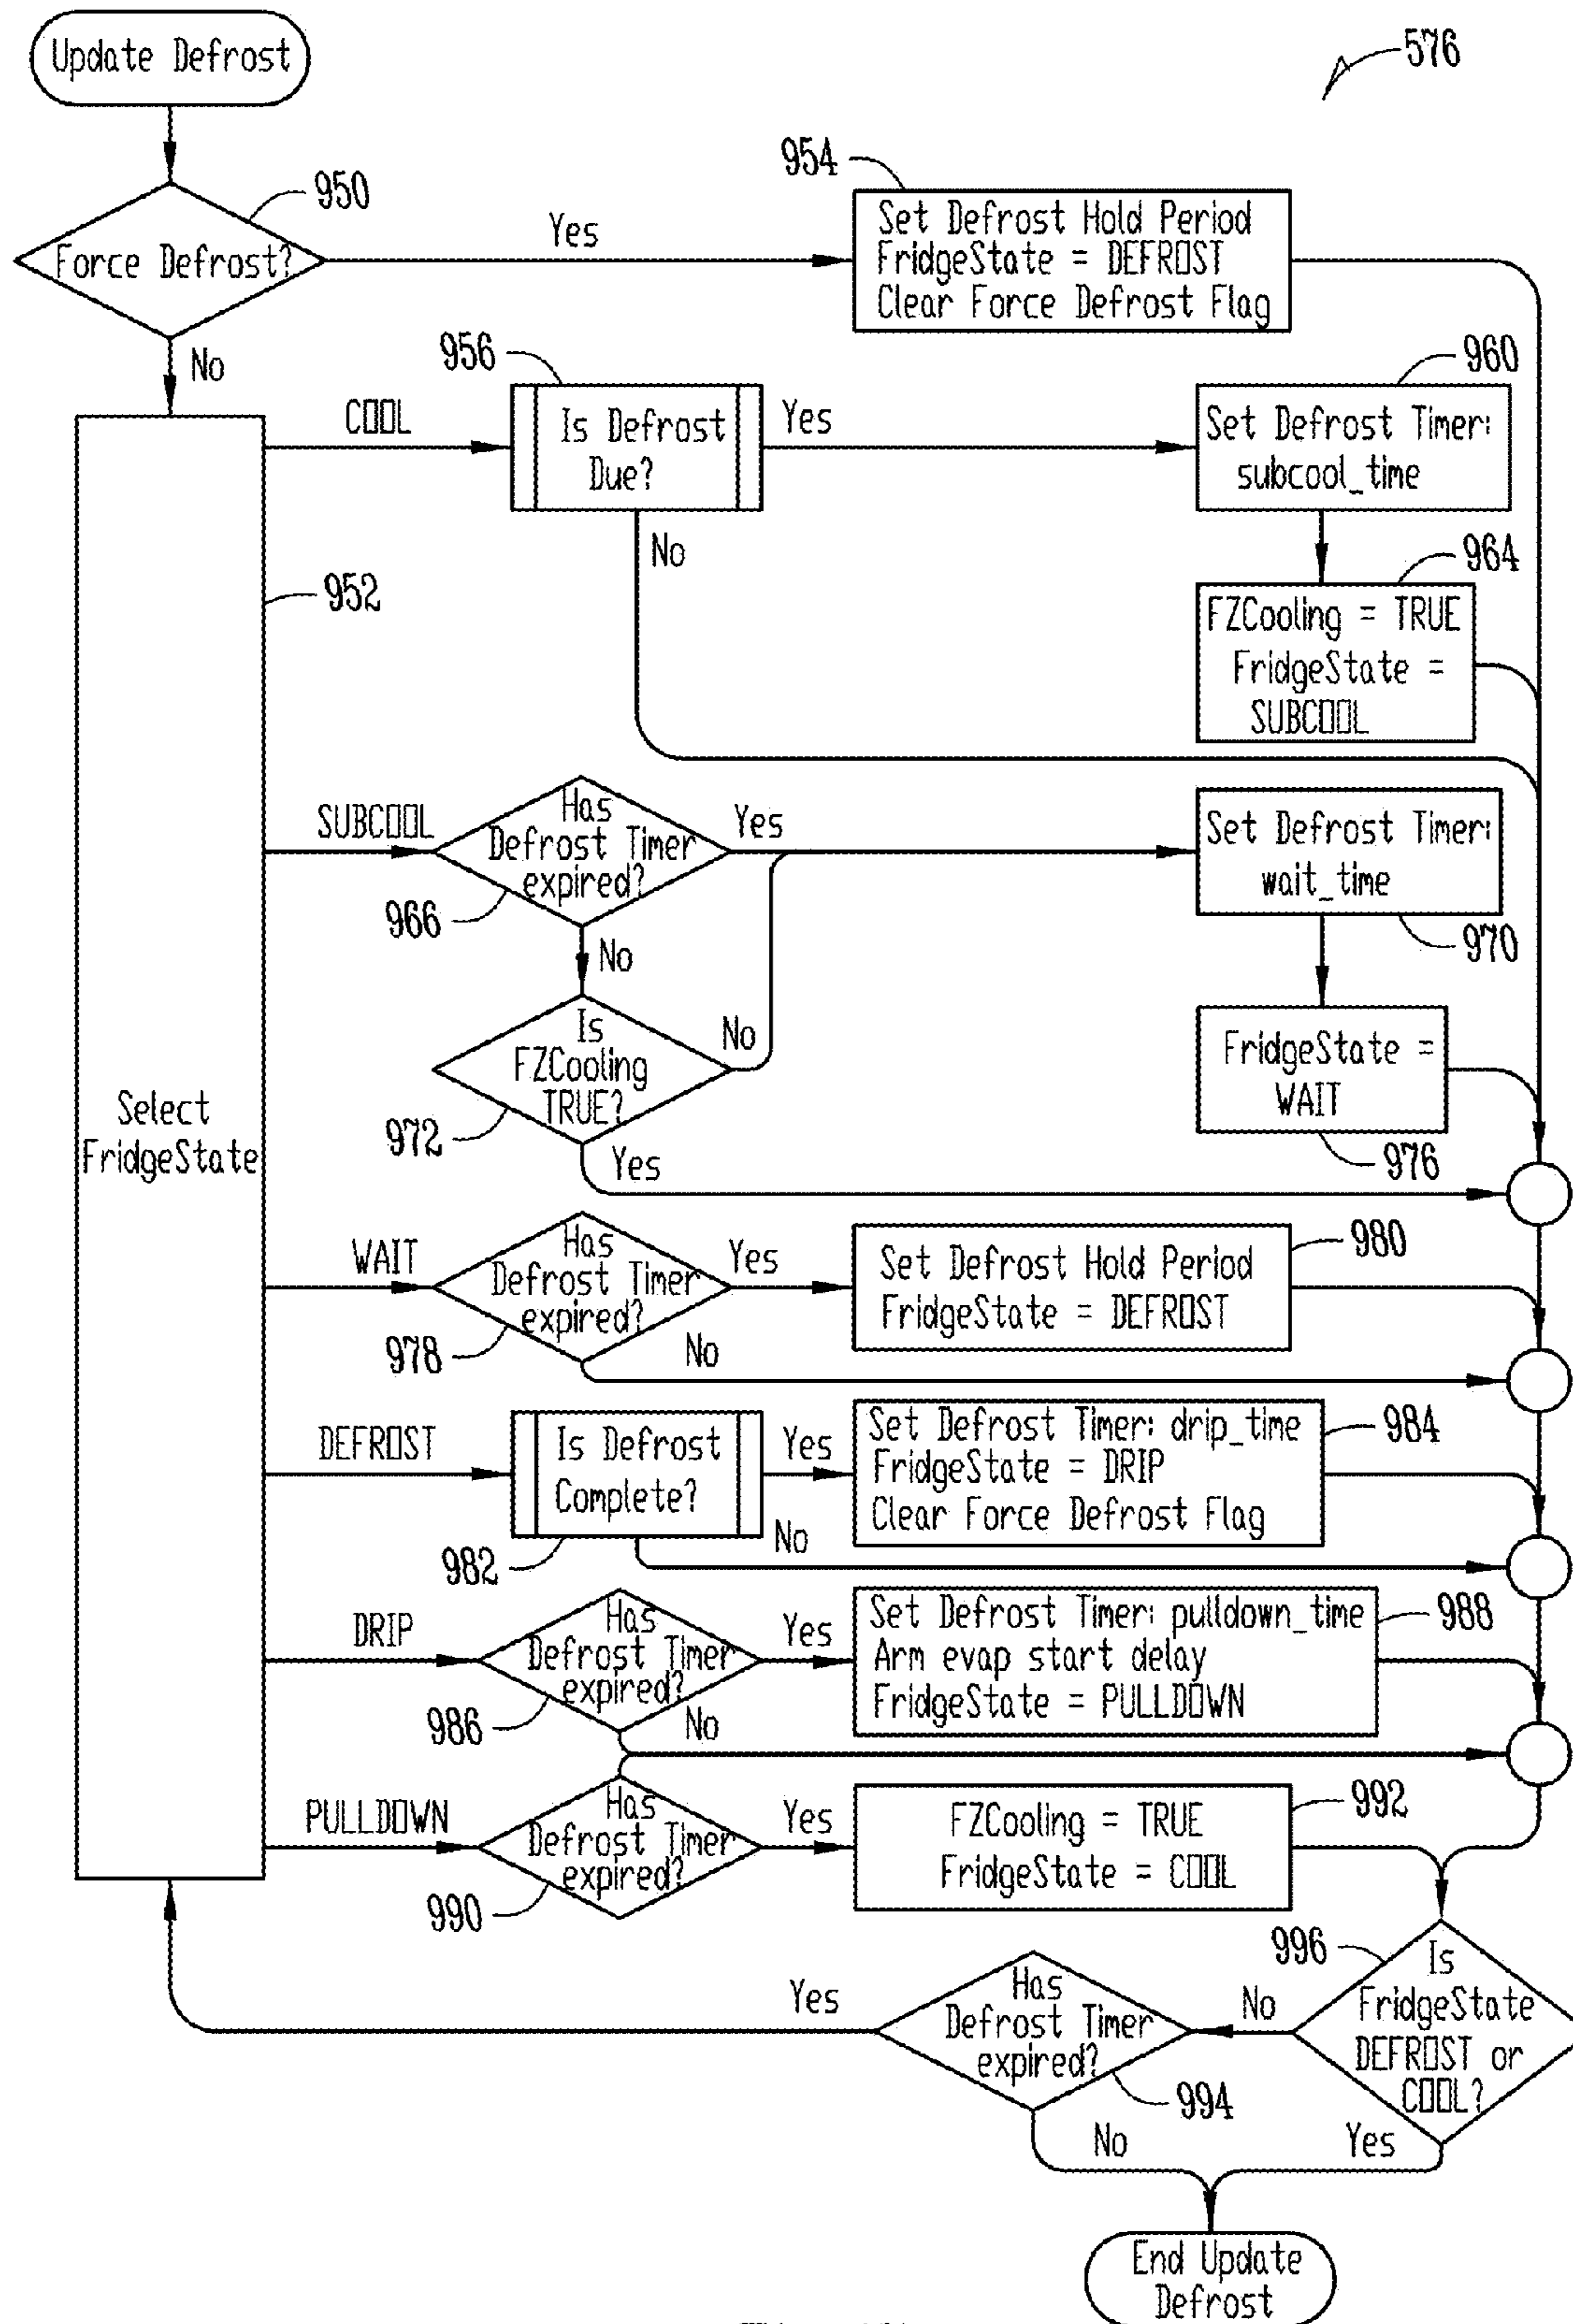 Update Defrost
576
950
Force Defrost?
Yes
No
954
Set Defrost Hold Period
FridgeState = DEFROST
Clear Force Defrost Flag
952
Select
FridgeState
COOL
956
Is Defrost
Due?
Yes
No
960
Set Defrost Timer:
subcool_time
964
FZCooling = TRUE
FridgeState =
SUBCOOL
SUBCOOL
Has
Defrost Timer
expired?
966
Yes
No
Is
FZCooling
TRUE?
972
No
Yes
Set Defrost Timer:
wait_time
970
FridgeState =
WAIT
976
WAIT
Has
Defrost Timer
expired?
978
Yes
No
Set Defrost Hold Period
FridgeState = DEFROST
980
DEFROST
Is Defrost
Complete?
982
Yes
No
Set Defrost Timer: drip_time
FridgeState = DRIP
Clear Force Defrost Flag
984
DRIP
Has
Defrost Timer
expired?
986
Yes
No
Set Defrost Timer: pulldown_time
Arm evap start delay
FridgeState = PULLDOWN
988
PULLDOWN
Has
Defrost Timer
expired?
990
Yes
FZCooling = TRUE
FridgeState = COOL
992
996
Is
FridgeState
DEFROST or
COOL?
No
Yes
Has
Defrost Timer
expired?
994
Yes
No
End Update
Defrost